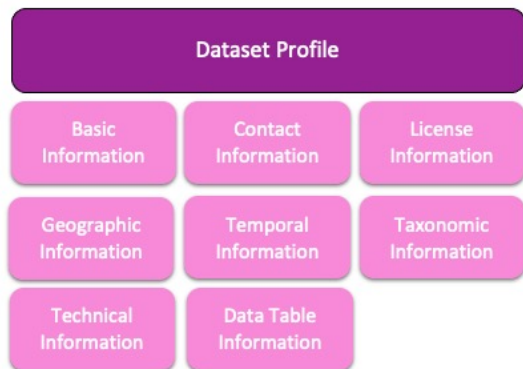 Dataset Profile
Basic
Information
Contact
Information
License
Information
Geographic
Information
Temporal
Information
Taxonomic
Information
Technical
Information
Data Table
Information